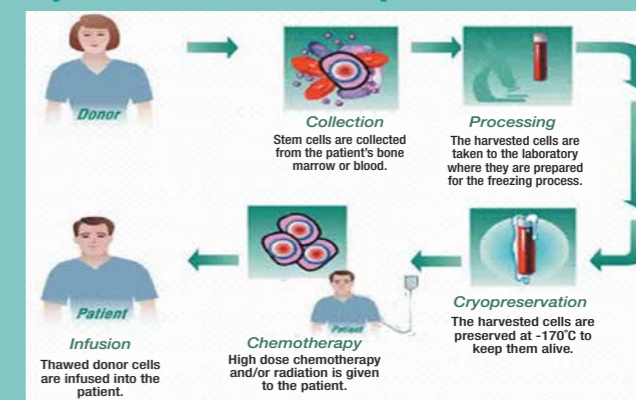 Donor
Collection
Stem cells are collected
from the patient's bone
marrow or blood.
Processing
The harvested cells are
taken to the laboratory
where they are prepared
for the freezing process.
Cryopreservation
The harvested cells are
preserved at -170°C to
keep them alive.
Patient
Chemotherapy
High dose chemotherapy
and/or radiation is given
to the patient.
Patient
Infusion
Thawed donor cells
are infused into the
patient.